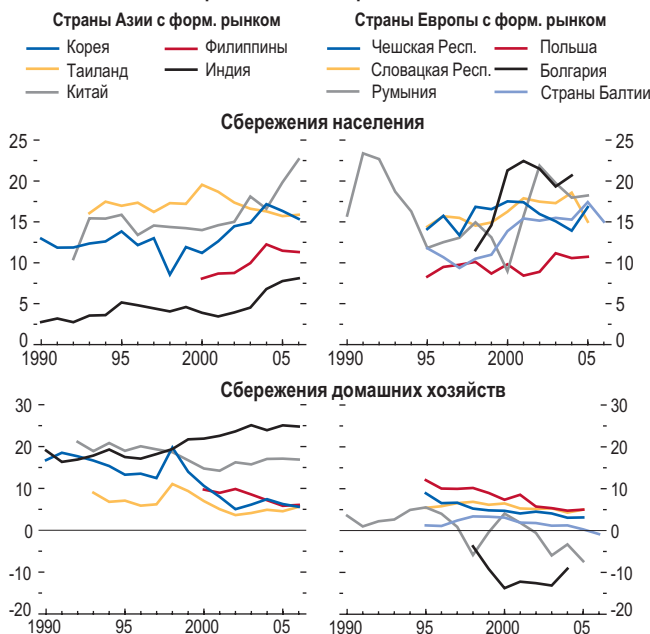 Страны Азии с форм. рынком
Корея
Филиппины
Таиланд
Индия
Китай
Страны Европы с форм. рынком
Чешская Респ.
Польша
Словацкая Респ.
Болгария
Румыния
Страны Балтии
Сбережения населения
25
20
15
10
5
0
1990 95 2000 05
25
20
15
10
5
0
1990 95 2000 05
Сбережения домашних хозяйств
30
20
10
0
-10
-20
1990 95 2000 05
30
20
10
0
-10
-20
1990 95 2000 05